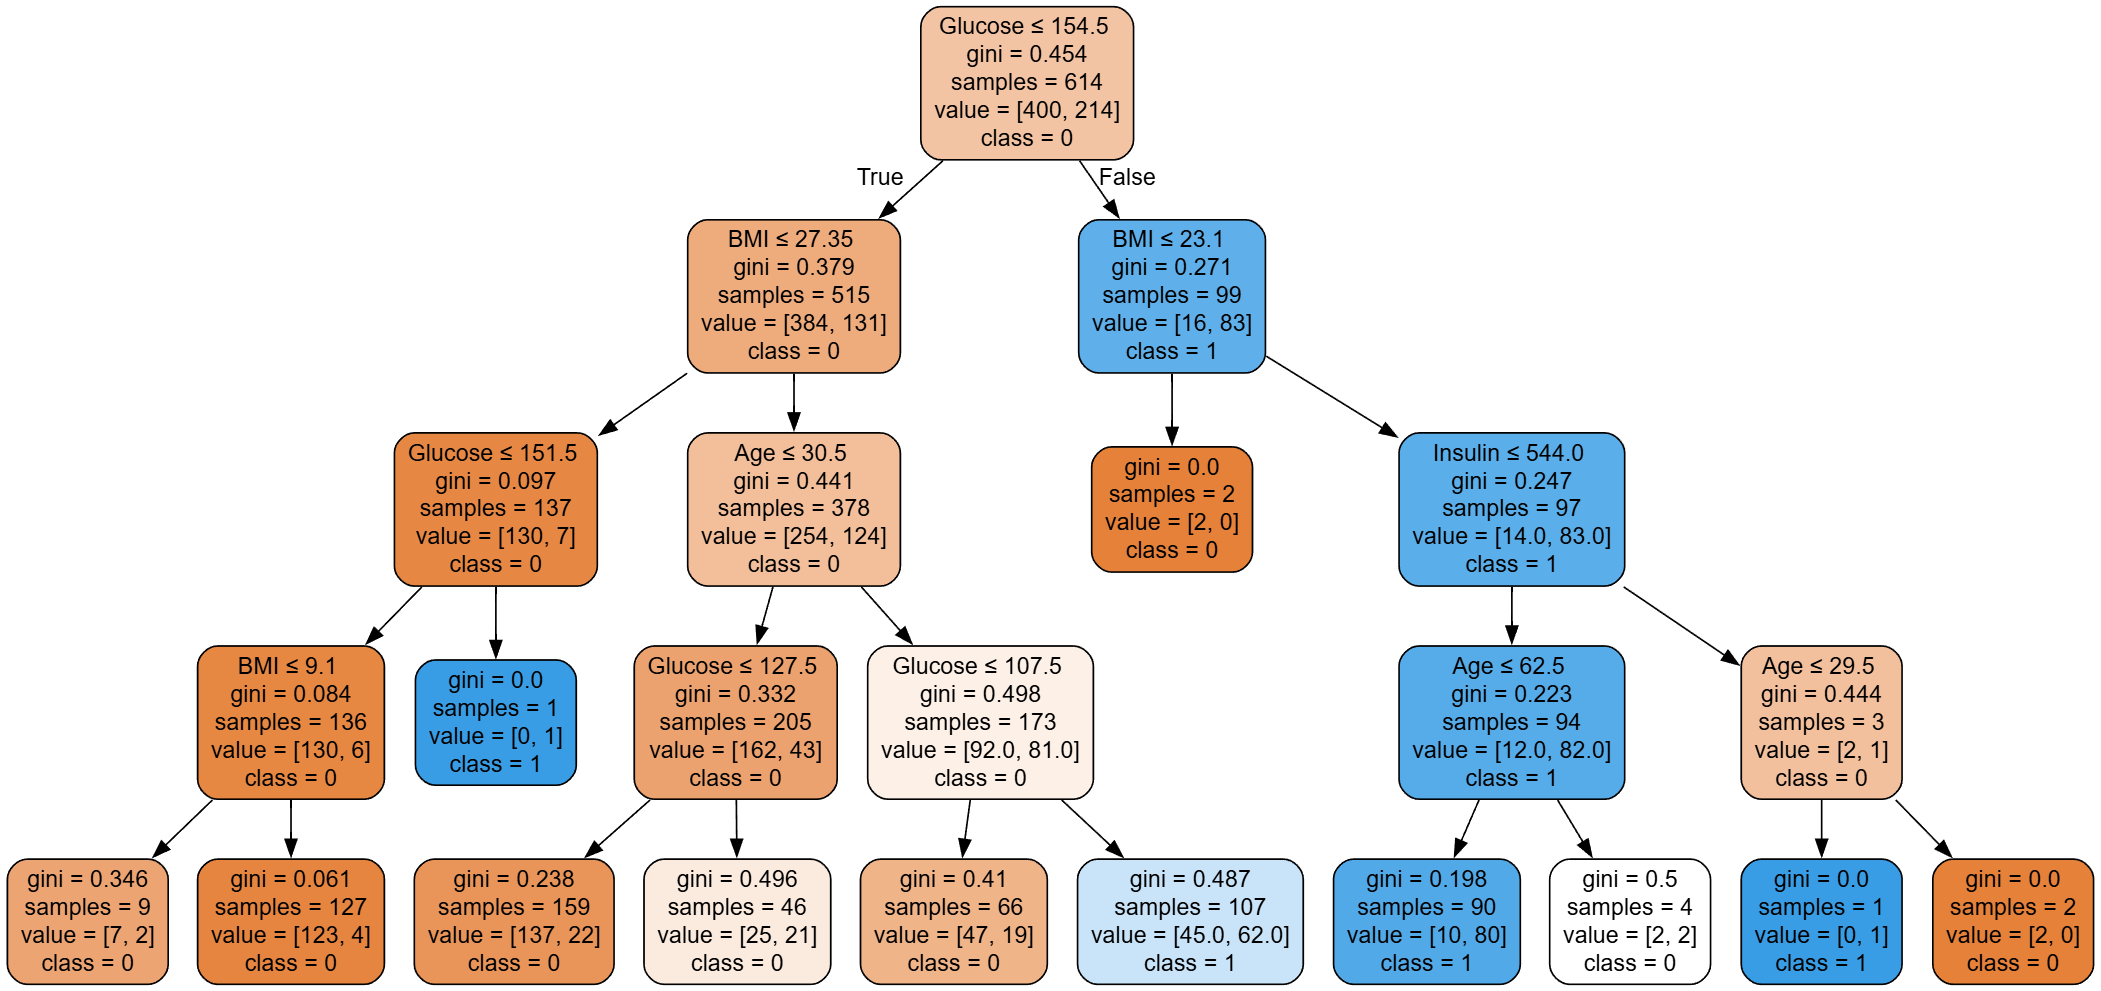 Glucose ≤ 154.5
gini = 0.454
samples = 614
value = [400, 214]
class = 0
True
False
BMI ≤ 27.35
gini = 0.379
samples = 515
value = [384, 131]
class = 0
BMI ≤ 23.1
gini = 0.271
samples = 99
value = [16, 83]
class = 1
Glucose ≤ 151.5
gini = 0.097
samples = 137
value = [130, 7]
class = 0
Age ≤ 30.5
gini = 0.441
samples = 378
value = [254, 124]
class = 0
gini = 0.0
samples = 2
value = [2, 0]
class = 0
Insulin ≤ 544.0
gini = 0.247
samples = 97
value = [14.0, 83.0]
class = 1
BMI ≤ 9.1
gini = 0.084
samples = 136
value = [130, 6]
class = 0
gini = 0.0
samples = 1
value = [0, 1]
class = 1
Glucose ≤ 127.5
gini = 0.332
samples = 205
value = [162, 43]
class = 0
Glucose ≤ 107.5
gini = 0.498
samples = 173
value = [92.0, 81.0]
class = 0
Age ≤ 62.5
gini = 0.223
samples = 94
value = [12.0, 82.0]
class = 1
Age ≤ 29.5
gini = 0.444
samples = 3
value = [2, 1]
class = 0
gini = 0.346
samples = 9
value = [7, 2]
class = 0
gini = 0.061
samples = 127
value = [123, 4]
class = 0
gini = 0.238
samples = 159
value = [137, 22]
class = 0
gini = 0.496
samples = 46
value = [25, 21]
class = 0
gini = 0.41
samples = 66
value = [47, 19]
class = 0
gini = 0.487
samples = 107
value = [45.0, 62.0]
class = 1
gini = 0.198
samples = 90
value = [10, 80]
class = 1
gini = 0.5
samples = 4
value = [2, 2]
class = 0
gini = 0.0
samples = 1
value = [0, 1]
class = 1
gini = 0.0
samples = 2
value = [2, 0]
class = 0